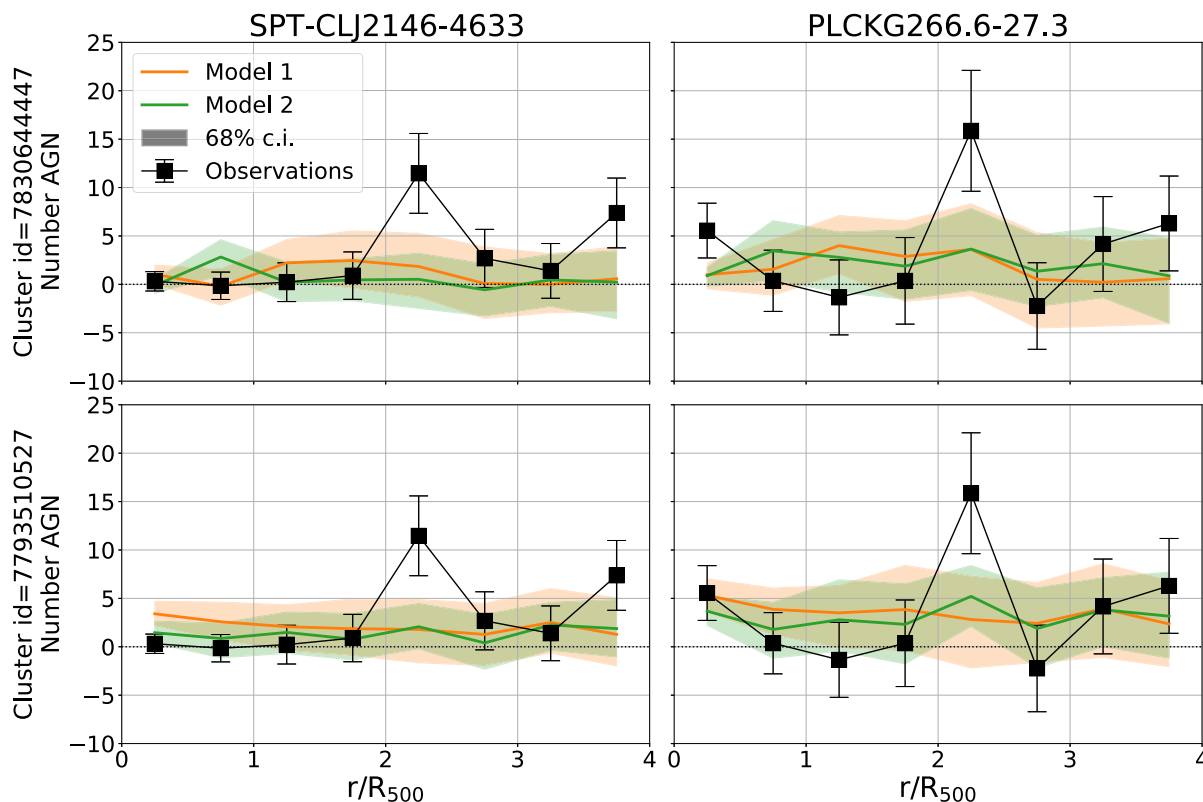 SPT-CLJ2146-4633
PLCKG266.6-27.3
Cluster id=7830644447
Number AGN
25
20
15
10
5
0
−5
−10
Model 1
Model 2
68% c.i.
Observations
Cluster id=7793510527
Number AGN
25
20
15
10
5
0
−5
−10
0 1 2 3 4
0 1 2 3 4
r/R500
r/R500